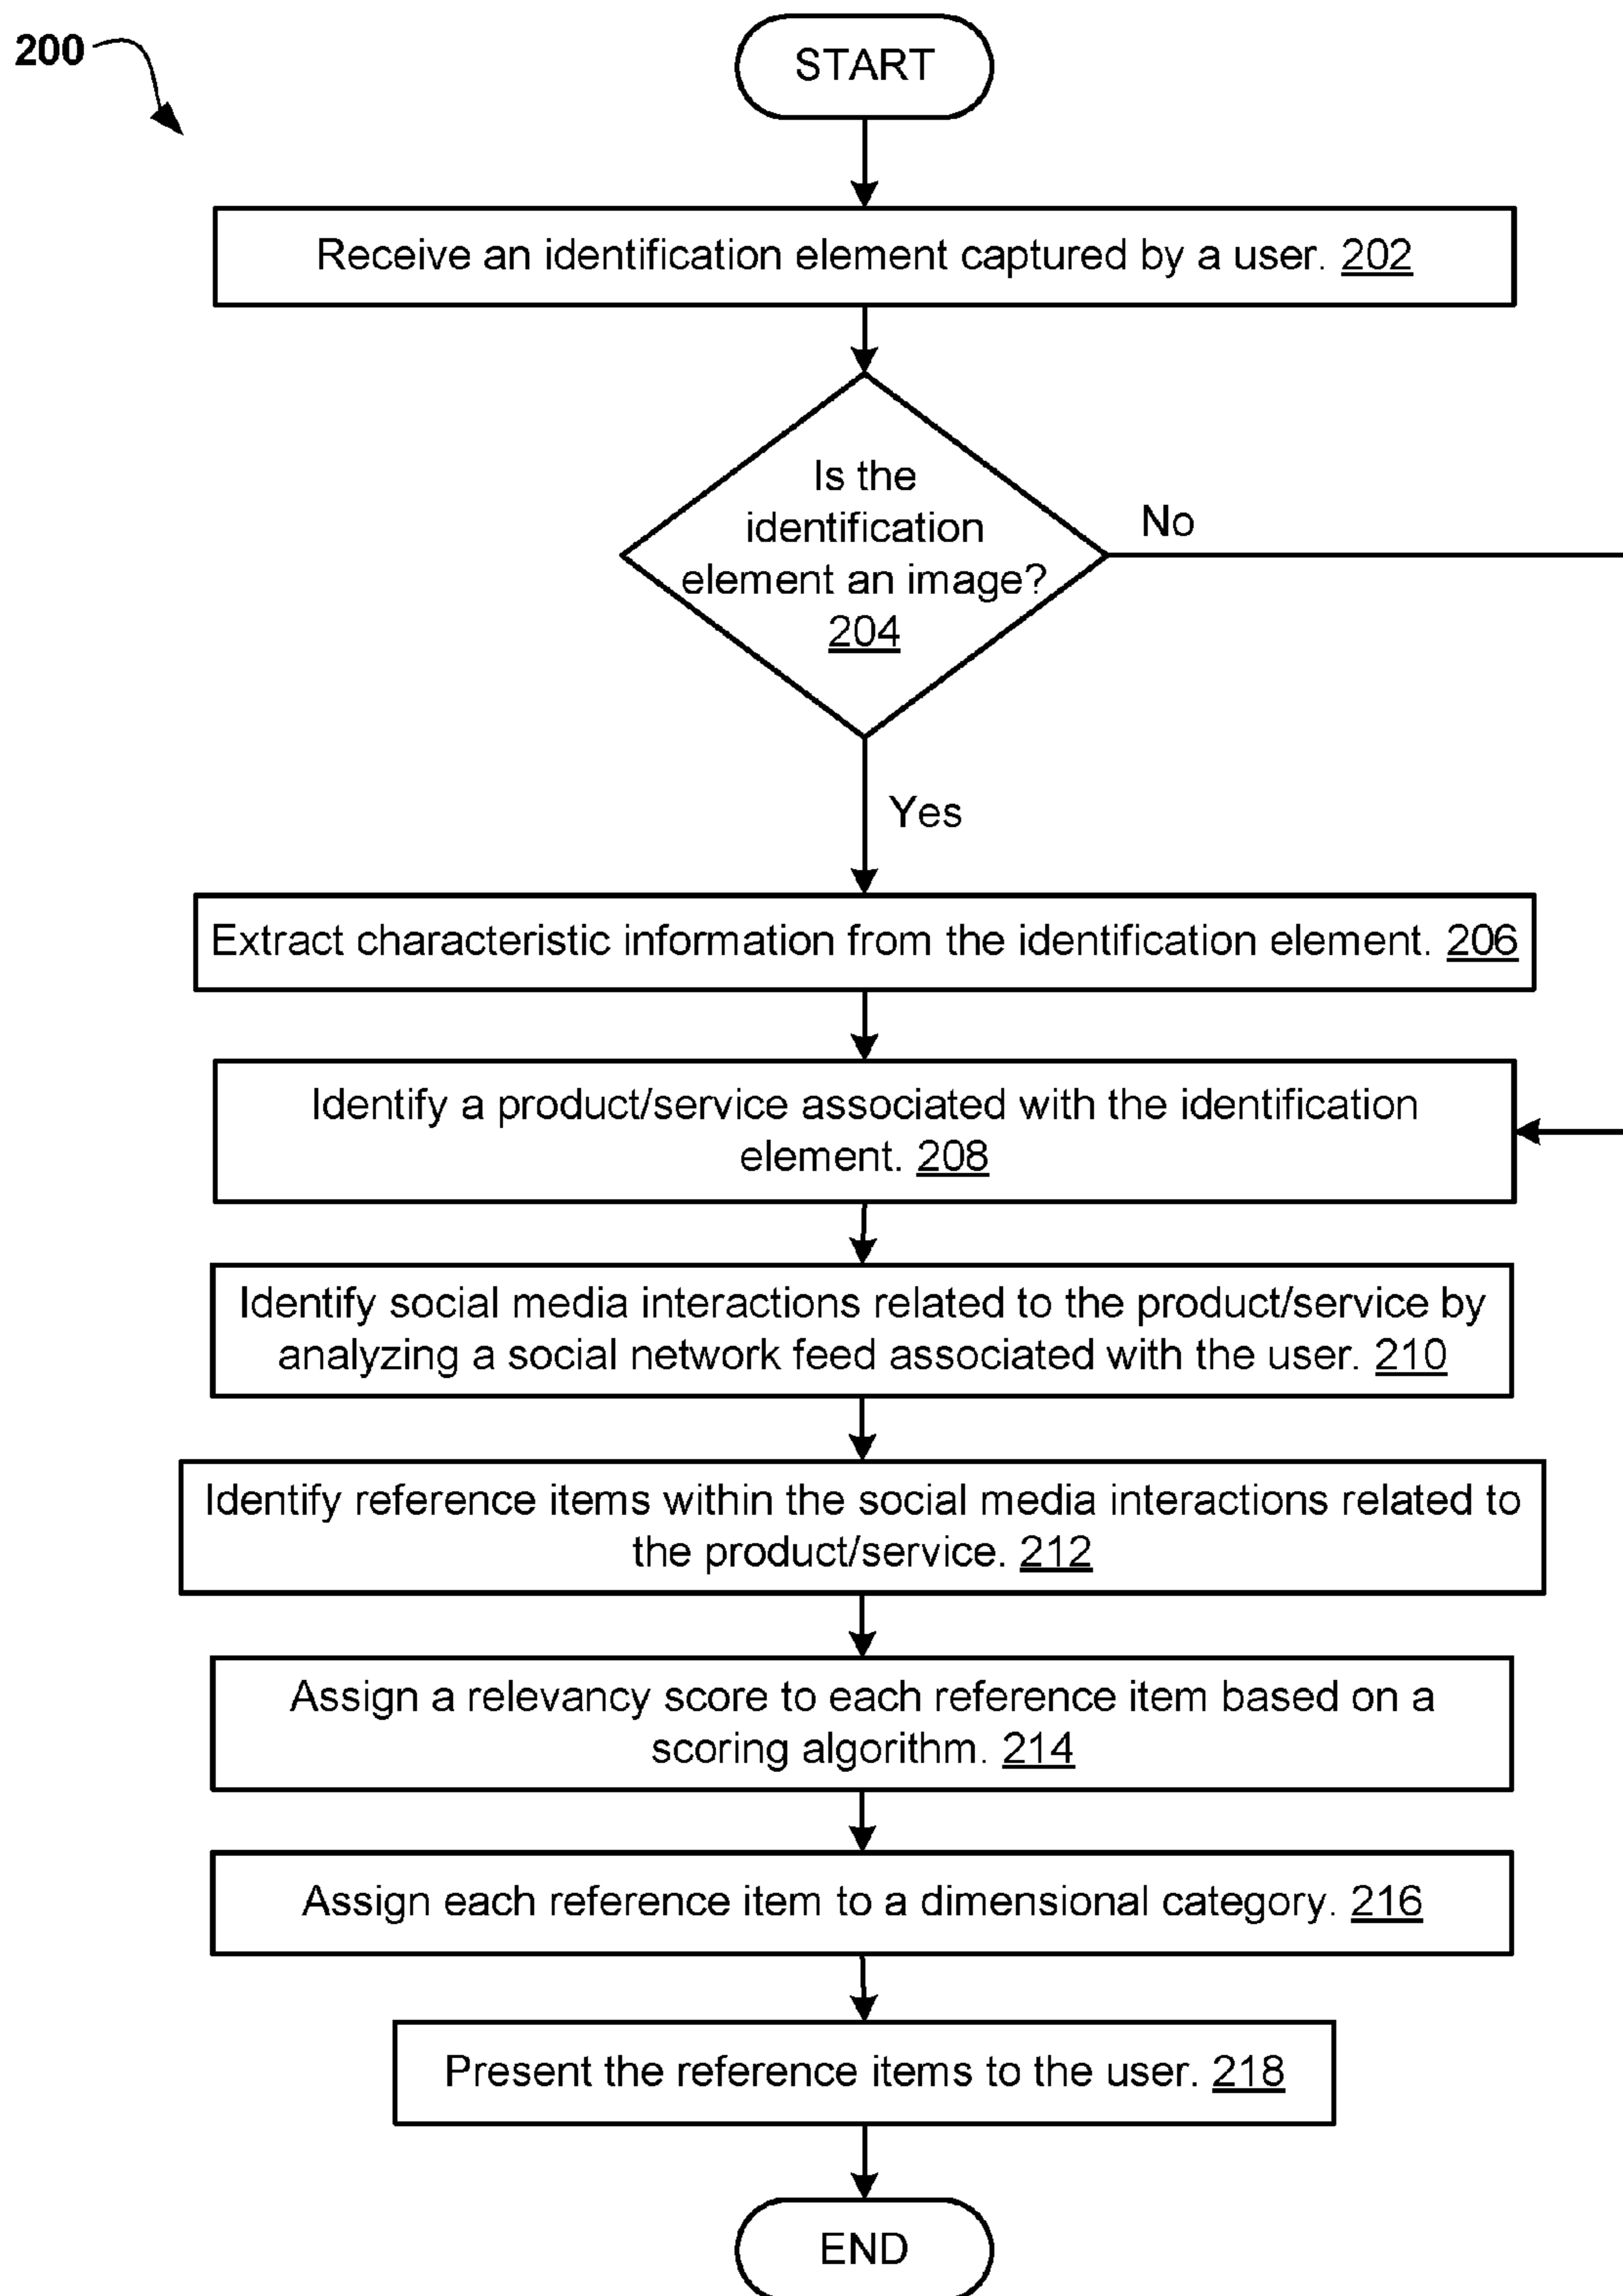 200
START
Receive an identification element captured by a user. 202
Is the
identification
element an image?
204
No
Yes
Extract characteristic information from the identification element. 206
Identify a product/service associated with the identification
element. 208
Identify social media interactions related to the product/service by
analyzing a social network feed associated with the user. 210
Identify reference items within the social media interactions related to
the product/service. 212
Assign a relevancy score to each reference item based on a
scoring algorithm. 214
Assign each reference item to a dimensional category. 216
Present the reference items to the user. 218
END